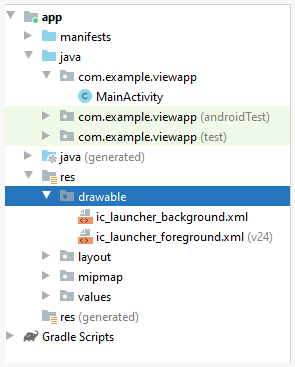 app
manifests
java
com.example.viewapp
C MainActivity
com.example.viewapp (androidTest)
com.example.viewapp (test)
java (generated)
res
drawable
ic_launcher_background.xml
ic_launcher_foreground.xml (v24)
layout
mipmap
values
res (generated)
Gradle Scripts